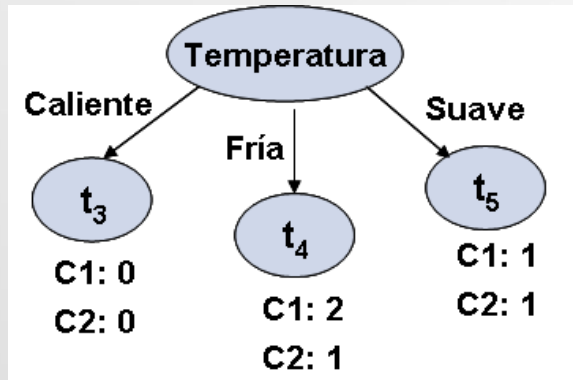 Temperatura
Caliente
Fría
Suave
t3
C1: 0
C2: 0
t4
C1: 2
C2: 1
t5
C1: 1
C2: 1